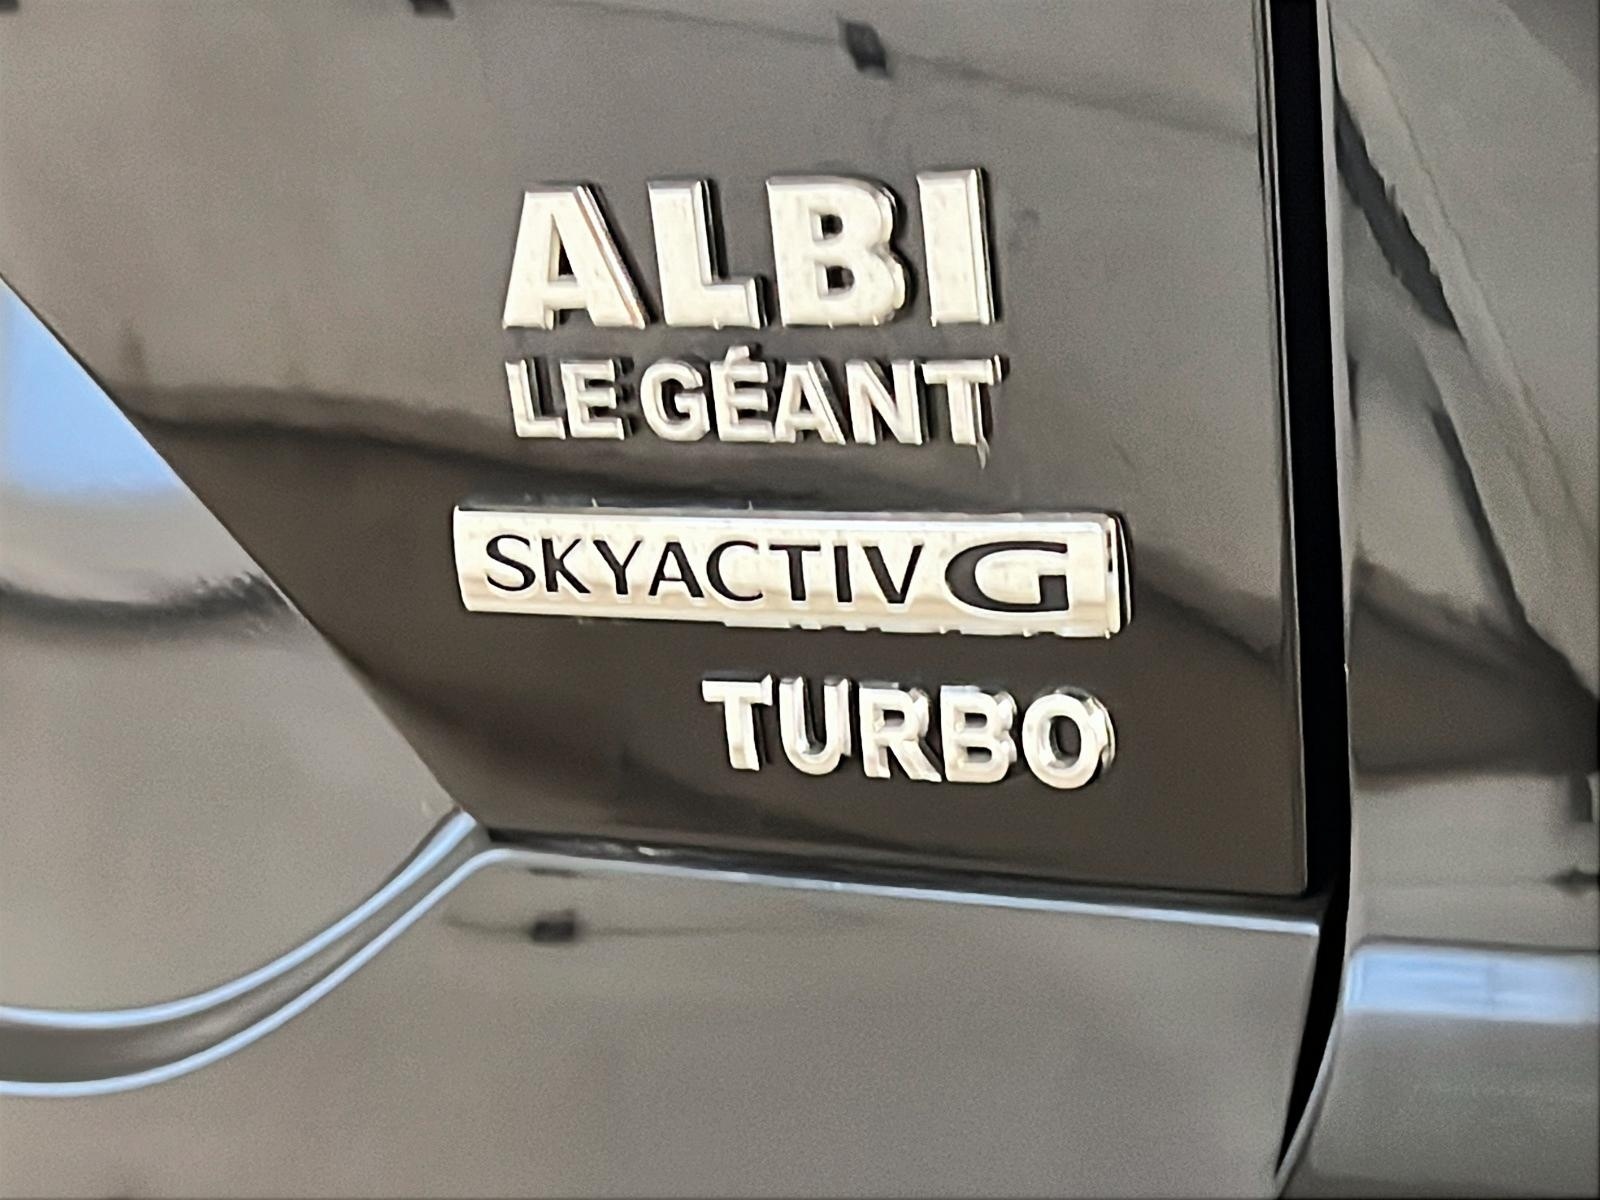 ALBI
LE GÉANT
SKYACTIV G
TURBO